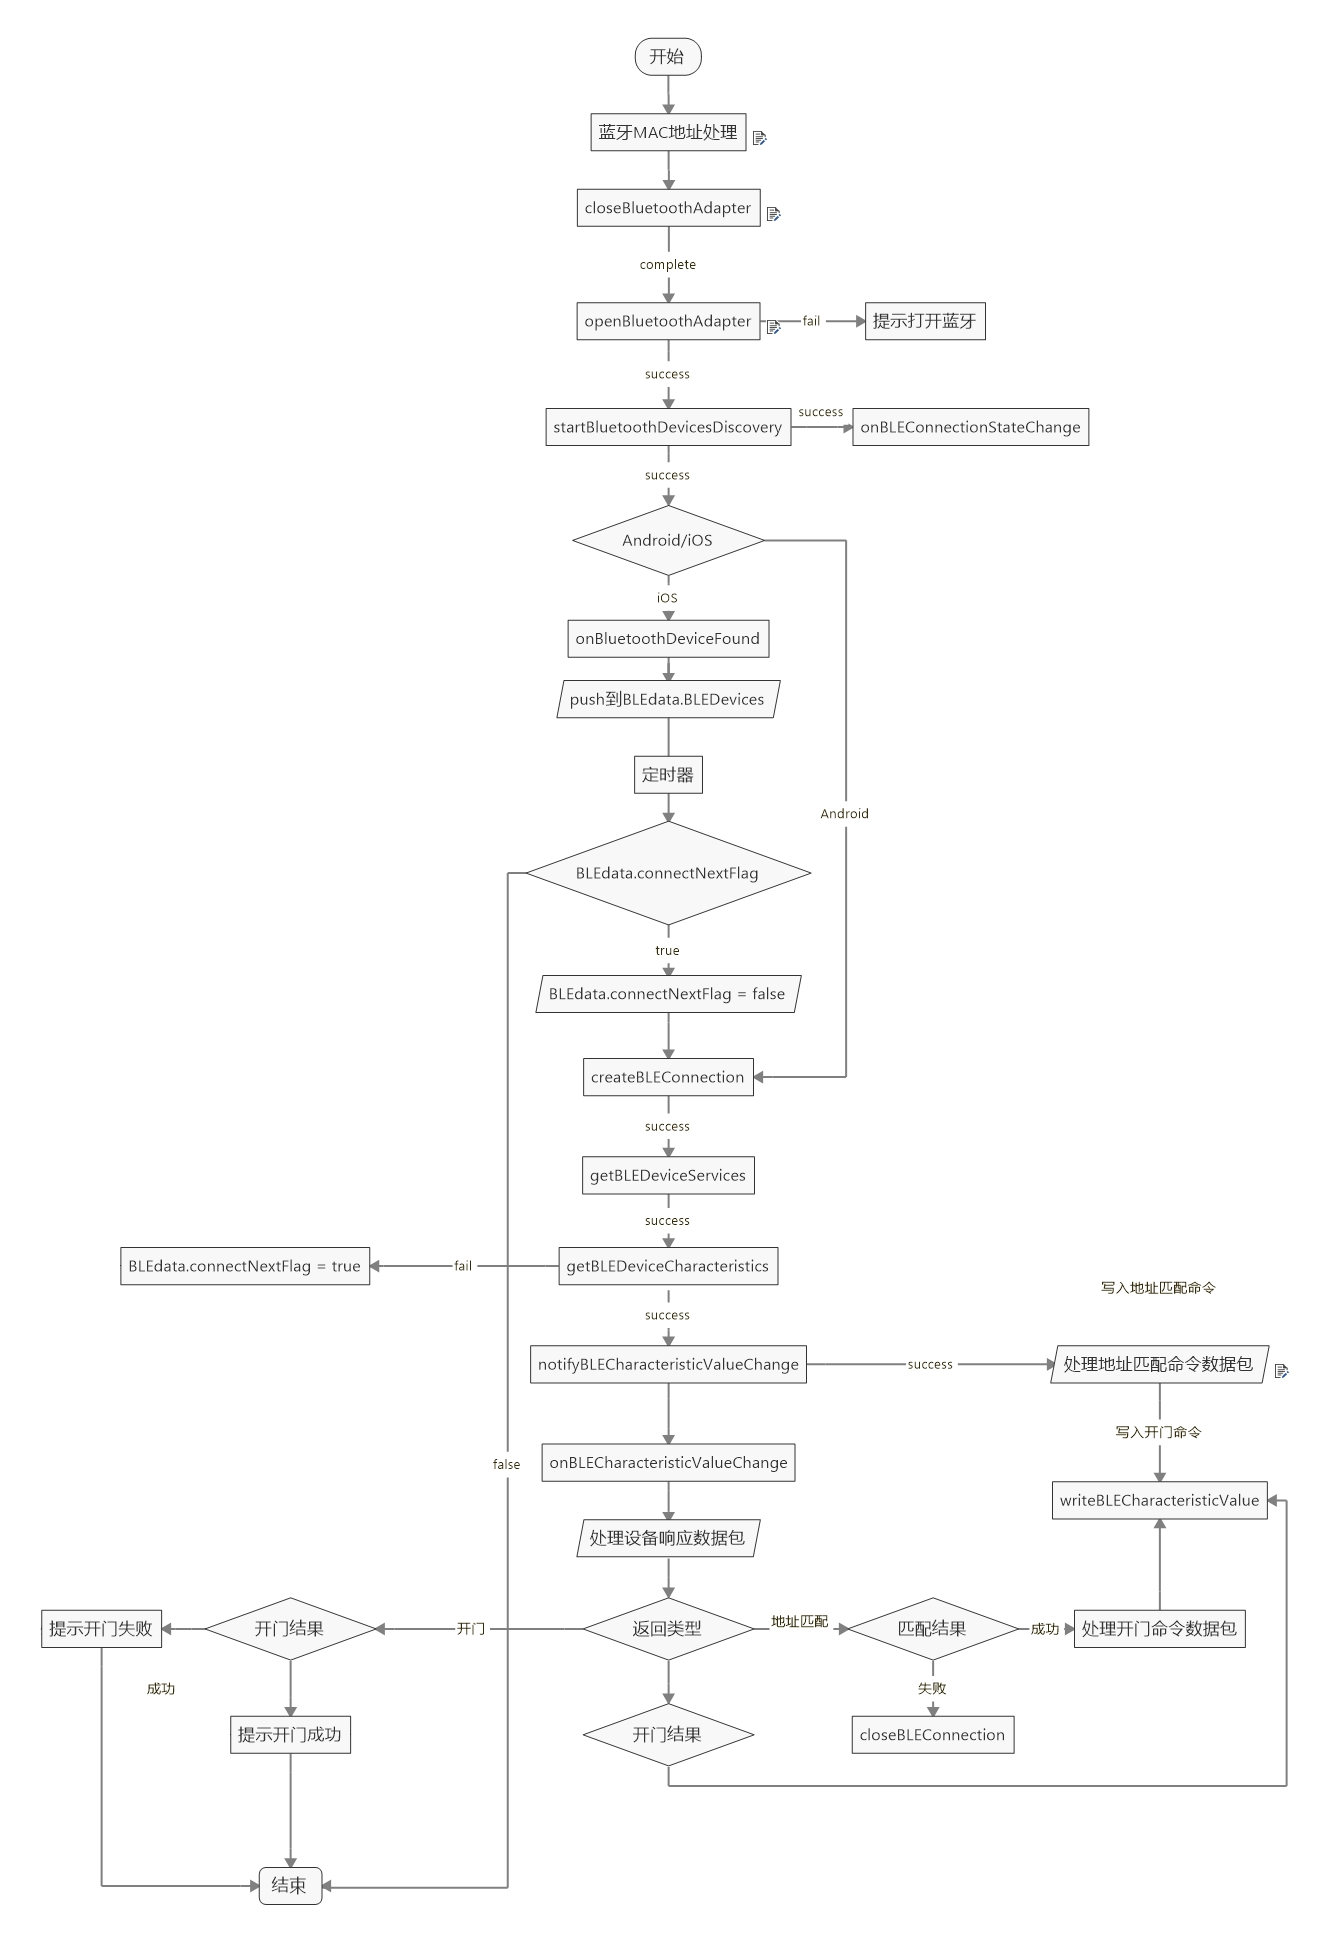 开始
蓝牙MAC地址处理
closeBluetoothAdapter
complete
openBluetoothAdapter
fail
提示打开蓝牙
success
startBluetoothDevicesDiscovery
success
onBLEConnectionStateChange
success
Android/iOS
iOS
onBluetoothDeviceFound
push到BLEdata.BLEDevices
定时器
Android
BLEdata.connectNextFlag
true
BLEdata.connectNextFlag = false
createBLEConnection
success
getBLEDeviceServices
success
BLEdata.connectNextFlag = true
fail
getBLEDeviceCharacteristics
写入地址匹配命令
success
notifyBLECharacteristicValueChange
success
处理地址匹配命令数据包
写入开门命令
false
onBLECharacteristicValueChange
writeBLECharacteristicValue
处理设备响应数据包
提示开门失败
开门结果
开门
返回类型
地址匹配
匹配结果
成功
处理开门命令数据包
成功
失败
提示开门成功
开门结果
closeBLEConnection
结束